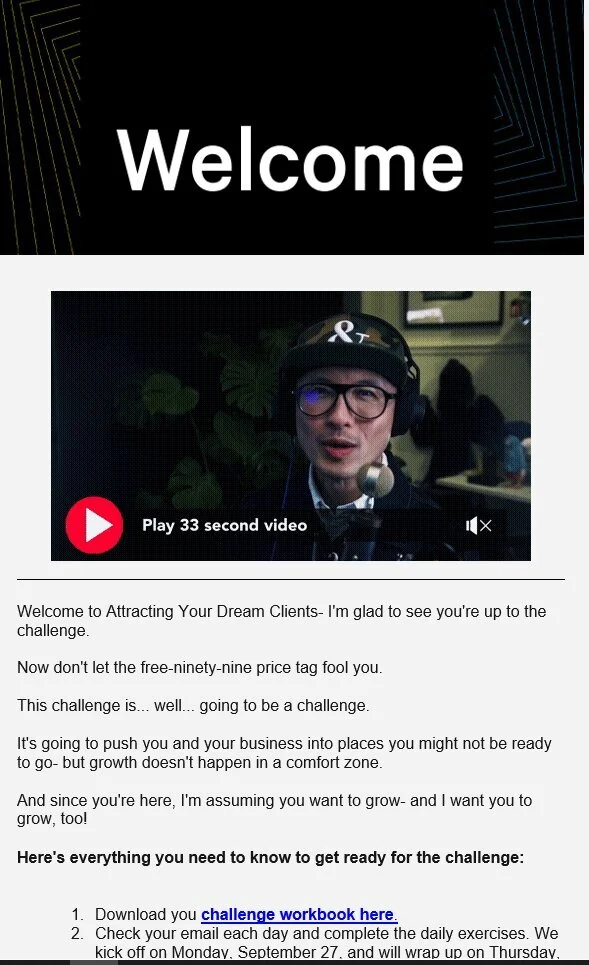 Welcome
&
Play 33 second video
Welcome to Attracting Your Dream Clients- I'm glad to see you're up to the
challenge.
Now don't let the free-ninety-nine price tag fool you.
This challenge is... well... going to be a challenge.
It's going to push you and your business into places you might not be ready
to go- but growth doesn't happen in a comfort zone.
And since you're here, I'm assuming you want to grow- and I want you to
grow, too!
Here's everything you need to know to get ready for the challenge:
1. Download you challenge workbook here.
2. Check your email each day and complete the daily exercises. We
kick off on Monday, September 27, and will wrap up on Thursday,